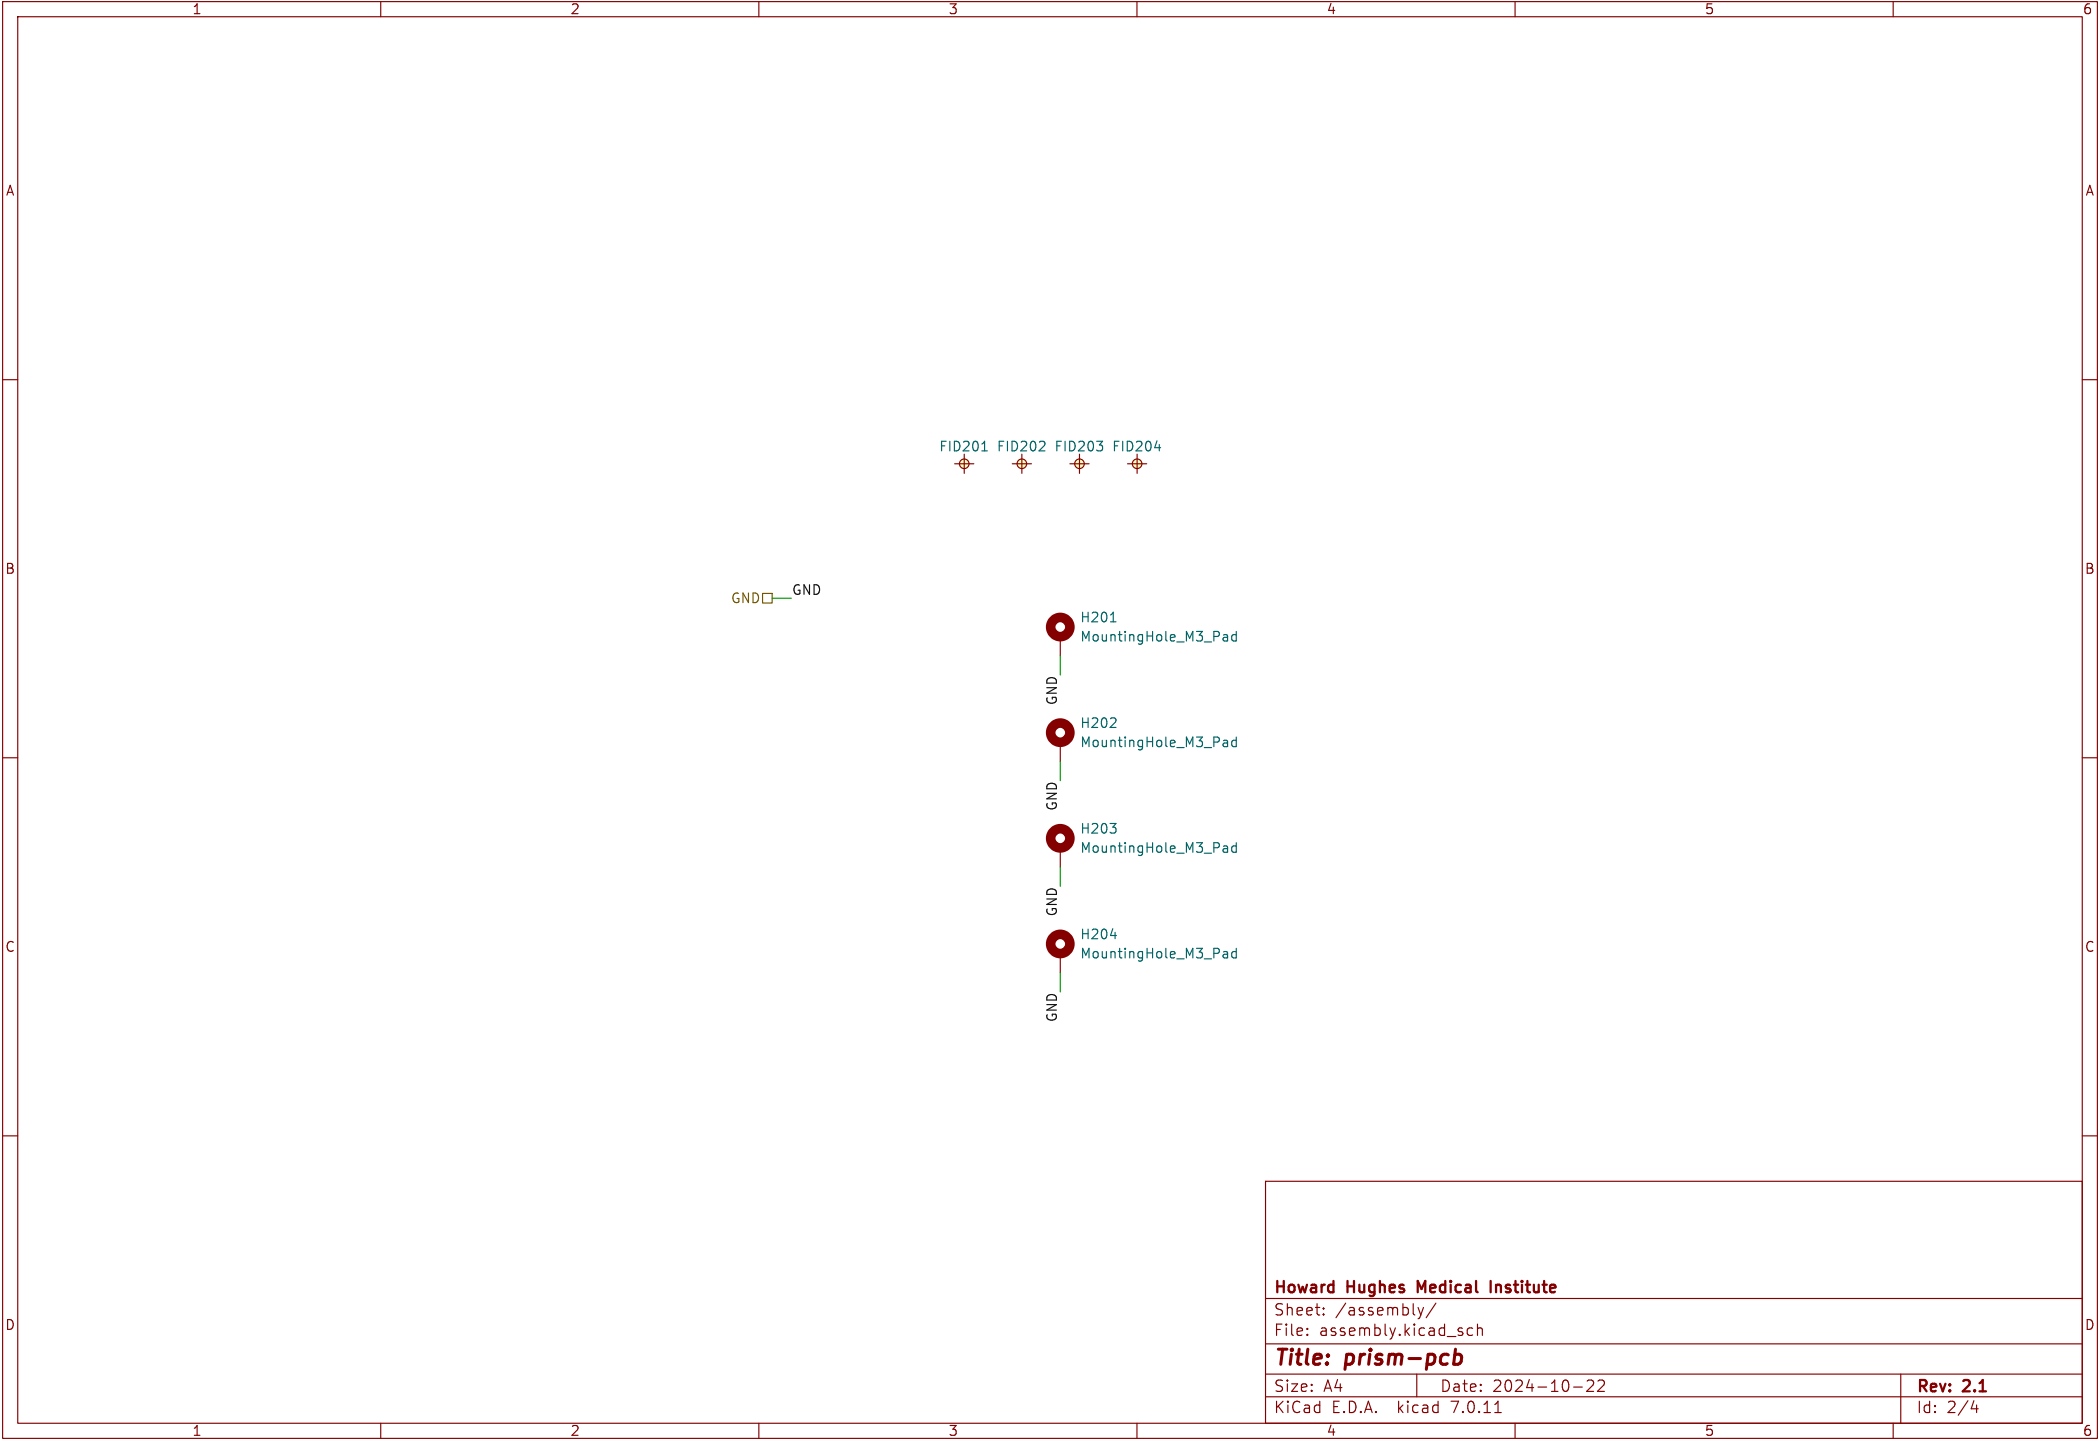 1 2 3 4 5 6
A A
FID201 FID202 FID203 FID204
B B
GND GND
H201
MountingHole_M3_Pad
GND
H202
MountingHole_M3_Pad
GND
H203
MountingHole_M3_Pad
GND
H204
MountingHole_M3_Pad
C C
GND
Howard Hughes Medical Institute
Sheet: /assembly/
File: assembly.kicad_sch
D D
Title: prism-pcb
Size: A4 Date: 2024-10-22 Rev: 2.1
KiCad E.D.A. kicad 7.0.11 Id: 2/4
1 2 3 4 5 6